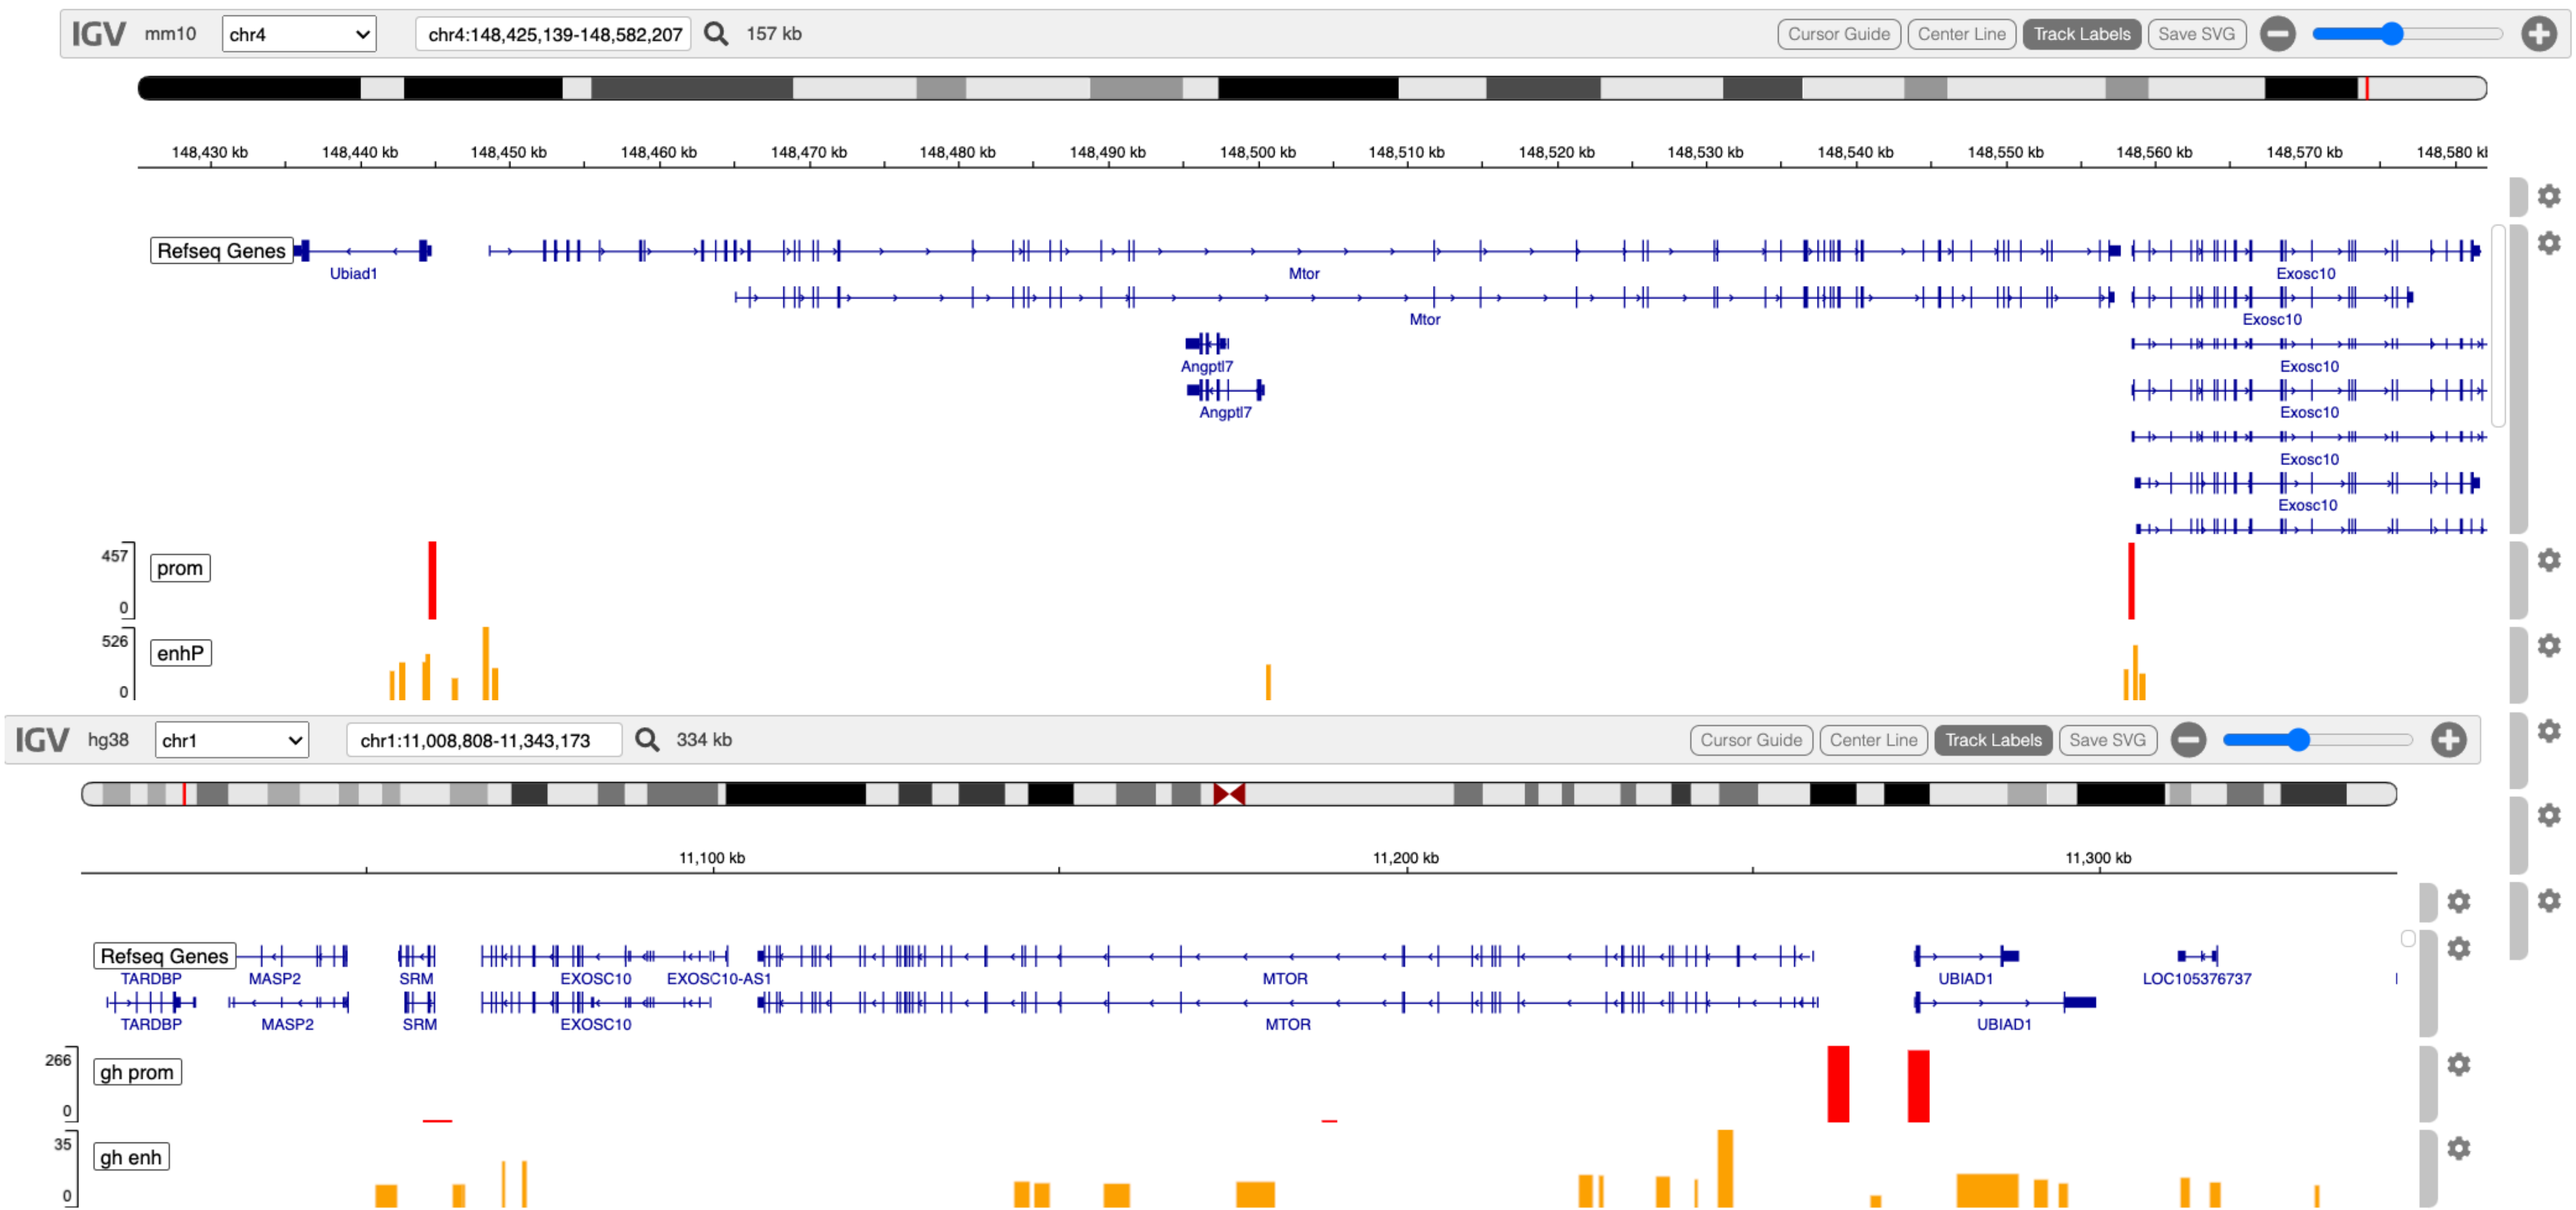 IGV mm10 chr4 chr4:148,425,139-148,582,207 157 kb Cursor Guide Center Line Track Labels Save SVG
148,430 kb 148,440 kb 148,450 kb 148,460 kb 148,470 kb 148,480 kb 148,490 kb 148,500 kb 148,510 kb 148,520 kb 148,530 kb 148,540 kb 148,550 kb 148,560 kb 148,570 kb 148,580 k
Refseq Genes
Ubiad1 Mtor Exosc10
Mtor Exosc10
Angptl7 Exosc10
Angptl7 Exosc10
Exosc10
Exosc10
457
prom
0
526
enhP
0
IGV hg38 chr1 chr1:11,008,808-11,343,173 334 kb Cursor Guide Center Line Track Labels Save SVG
11,100 kb 11,200 kb 11,300 kb
Refseq Genes
TARDBP MASP2 SRM EXOSC10 EXOSC10-AS1 MTOR UBIAD1 LOC105376737
TARDBP MASP2 SRM EXOSC10 MTOR UBIAD1
266
gh prom
0
35
gh enh
0